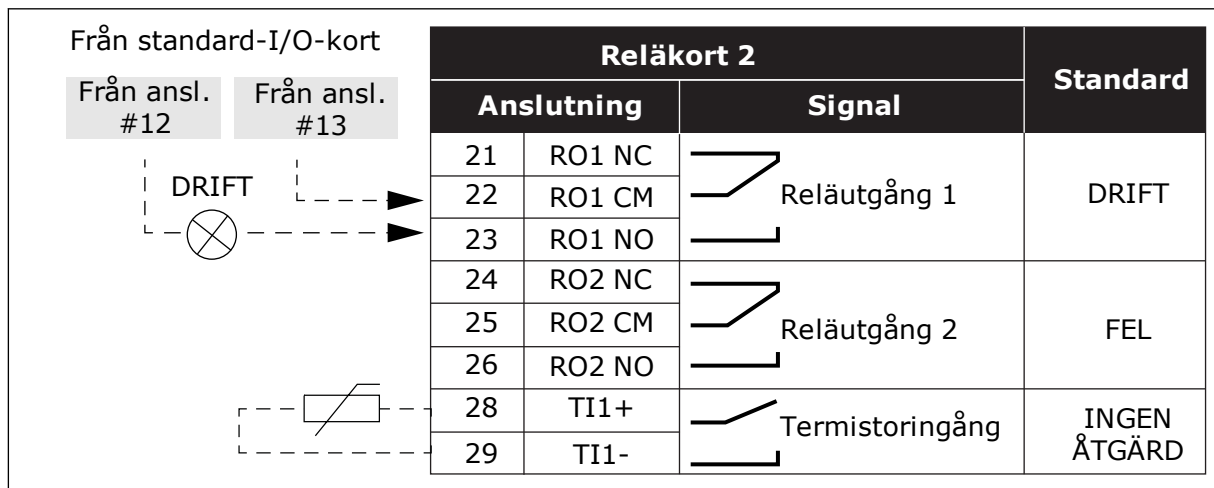 Från standard-I/O-kort
Från ansl.
#12
Från ansl.
#13
DRIFT
Reläkort 2
Standard
Anslutning
Signal
21 RO1 NC
22 RO1 CM
23 RO1 NO
Reläutgång 1
DRIFT
24 RO2 NC
25 RO2 CM
26 RO2 NO
Reläutgång 2
FEL
28 TI1+
29 TI1-
Termistoringång
INGEN
ÅTGÄRD